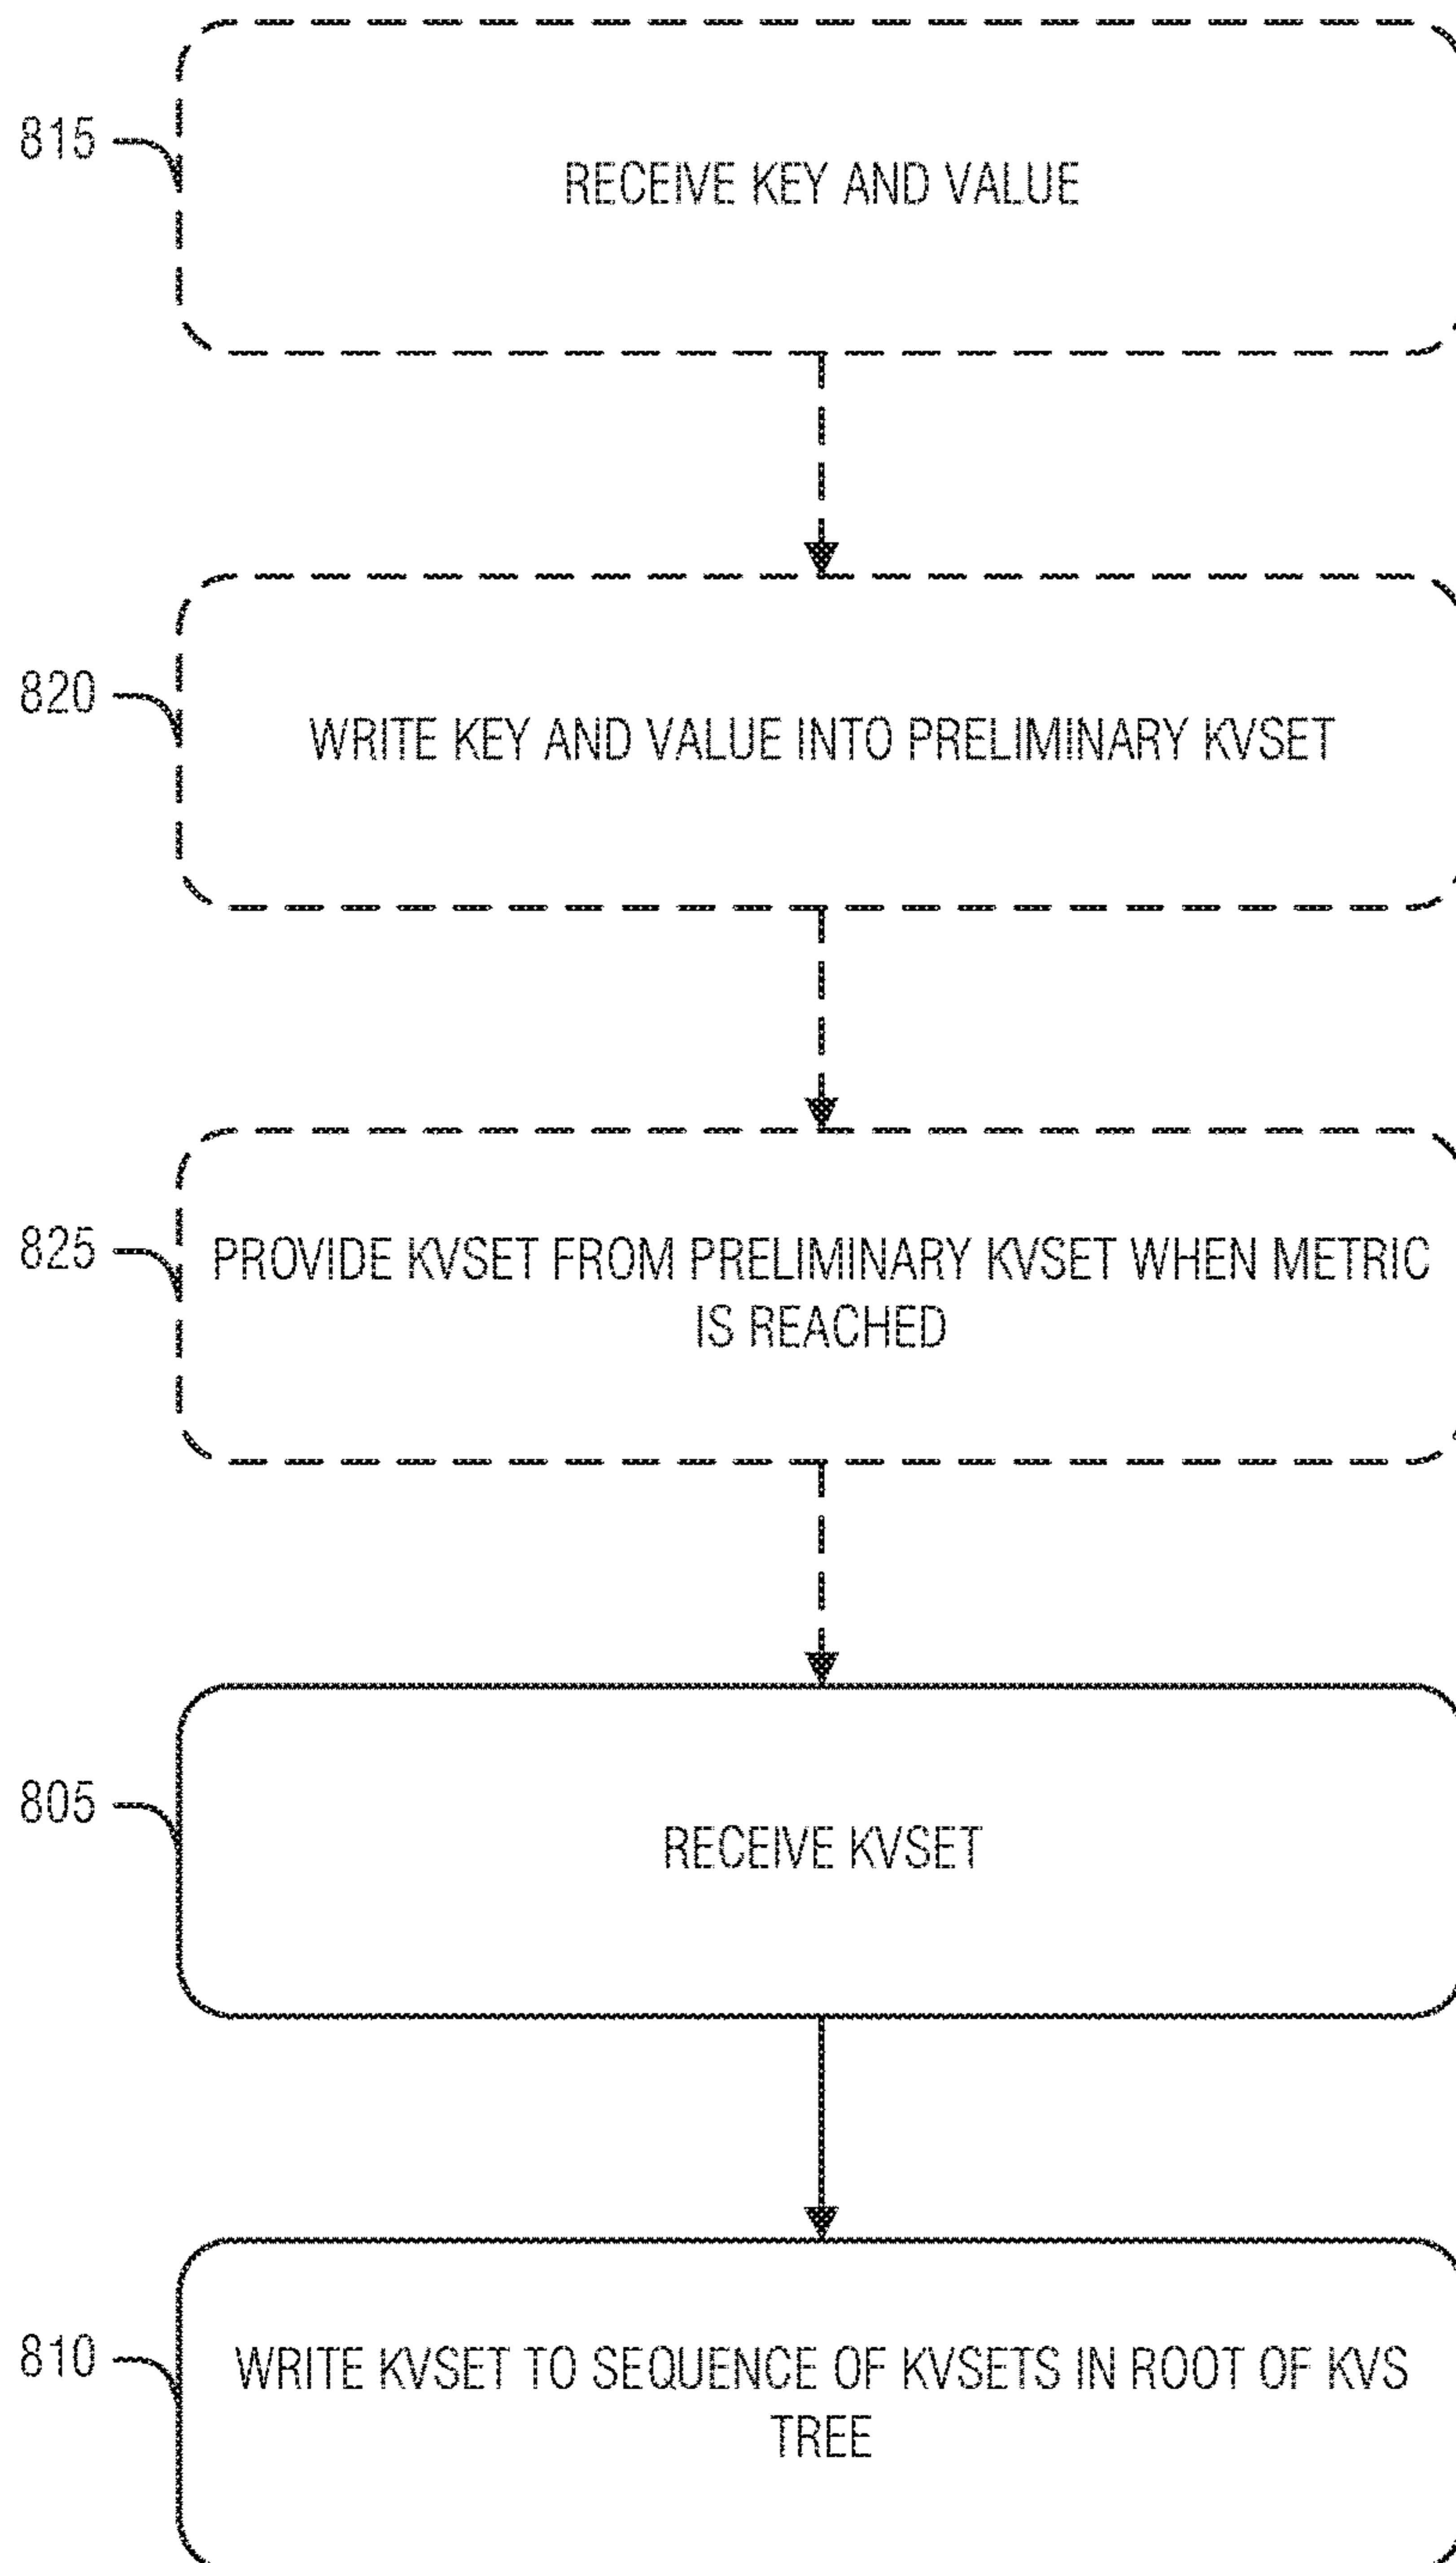 815
RECEIVE KEY AND VALUE
820
WRITE KEY AND VALUE INTO PRELIMINARY KVSET
825
PROVIDE KVSET FROM PRELIMINARY KVSET WHEN METRIC
IS REACHED
805
RECEIVE KVSET
810
WRITE KVSET TO SEQUENCE OF KVSETS IN ROOT OF KVS
TREE